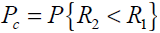 P_c = P{R_2 < R_1}